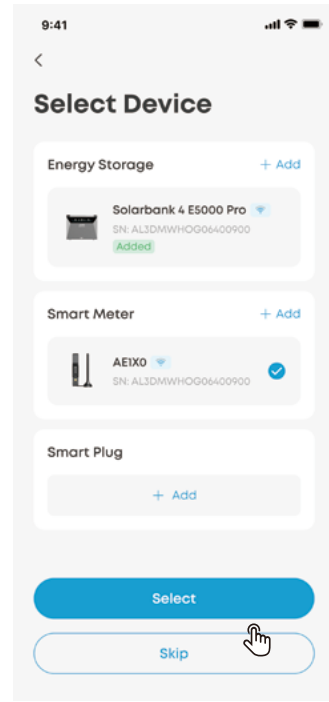 9:41
Select Device
Energy Storage + Add
Solarbank 4 E5000 Pro
SN: AL3DMWHOG06400900
Added
Smart Meter + Add
AE1X0
SN: AL3DMWHOG06400900
Smart Plug
+ Add
Select
Skip